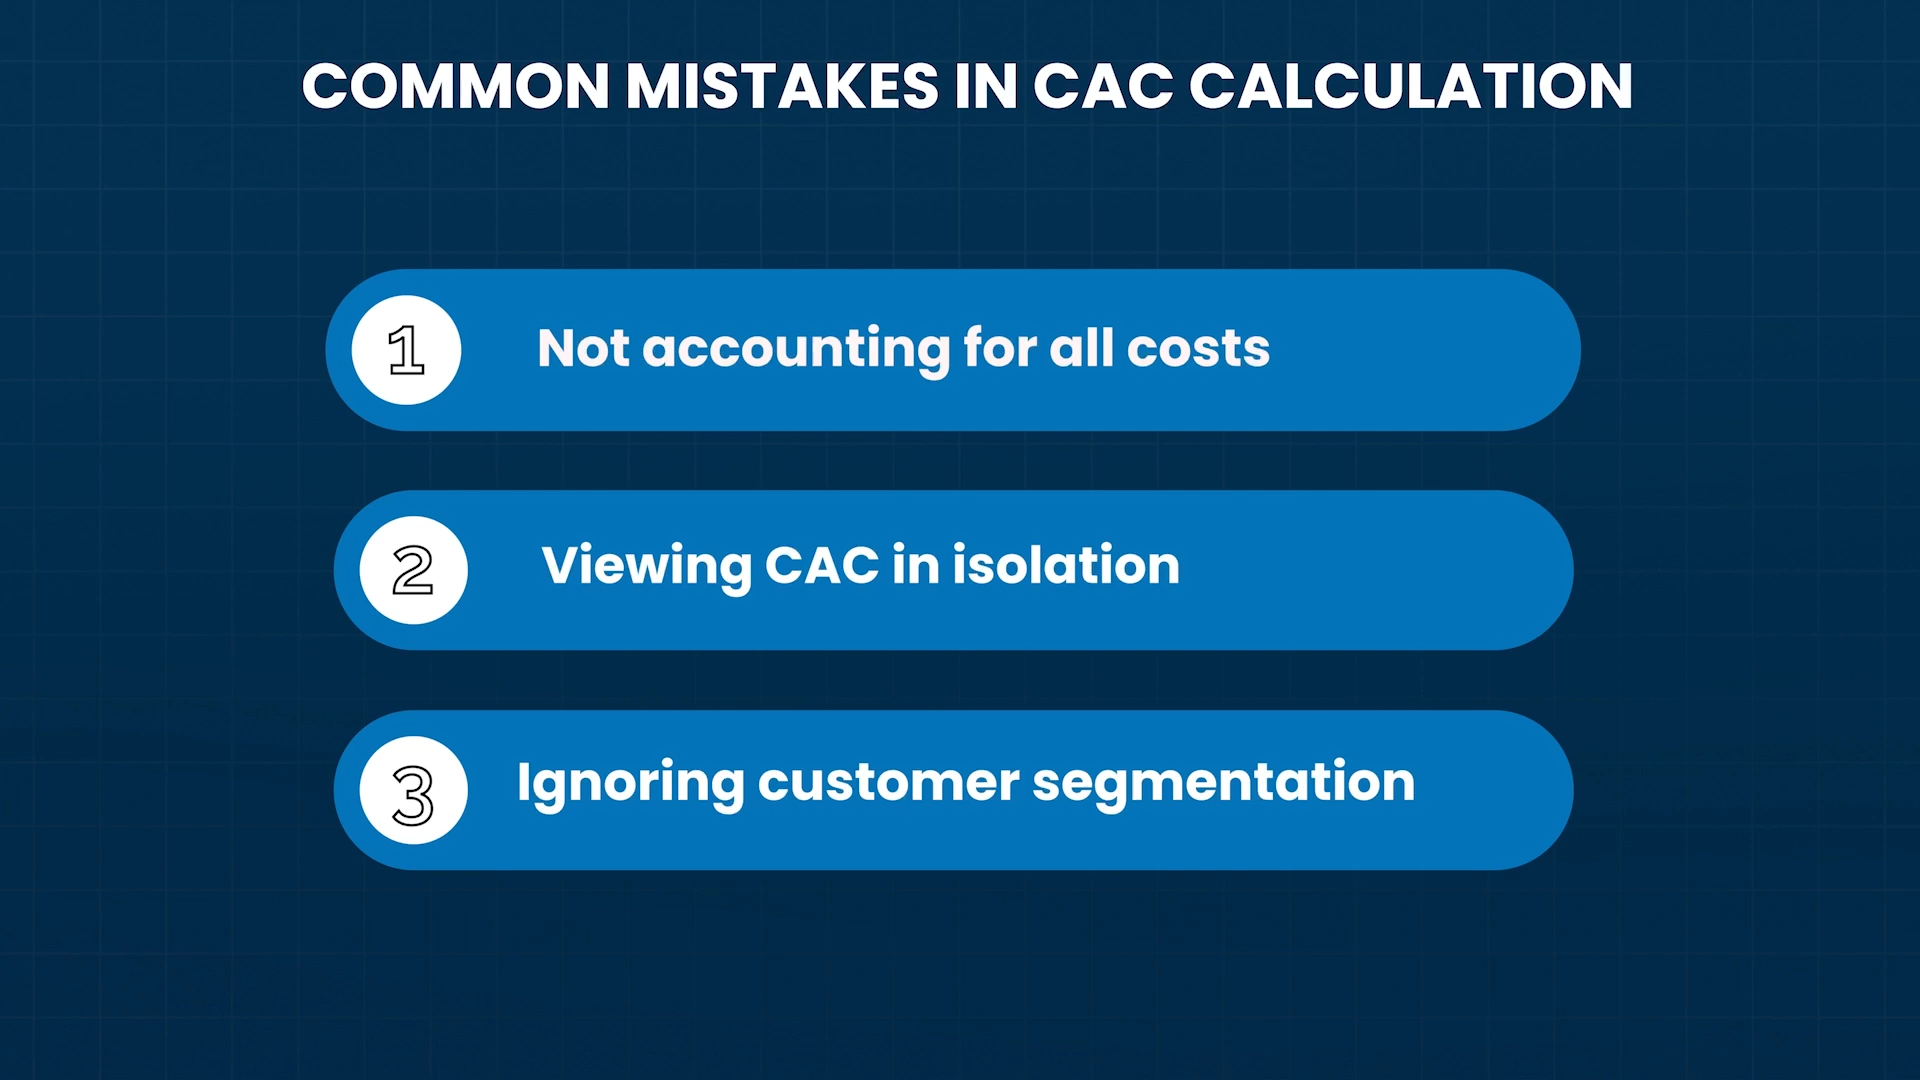 COMMON MISTAKES IN CAC CALCULATION
1 Not accounting for all costs
2 Viewing CAC in isolation
3 Ignoring customer segmentation